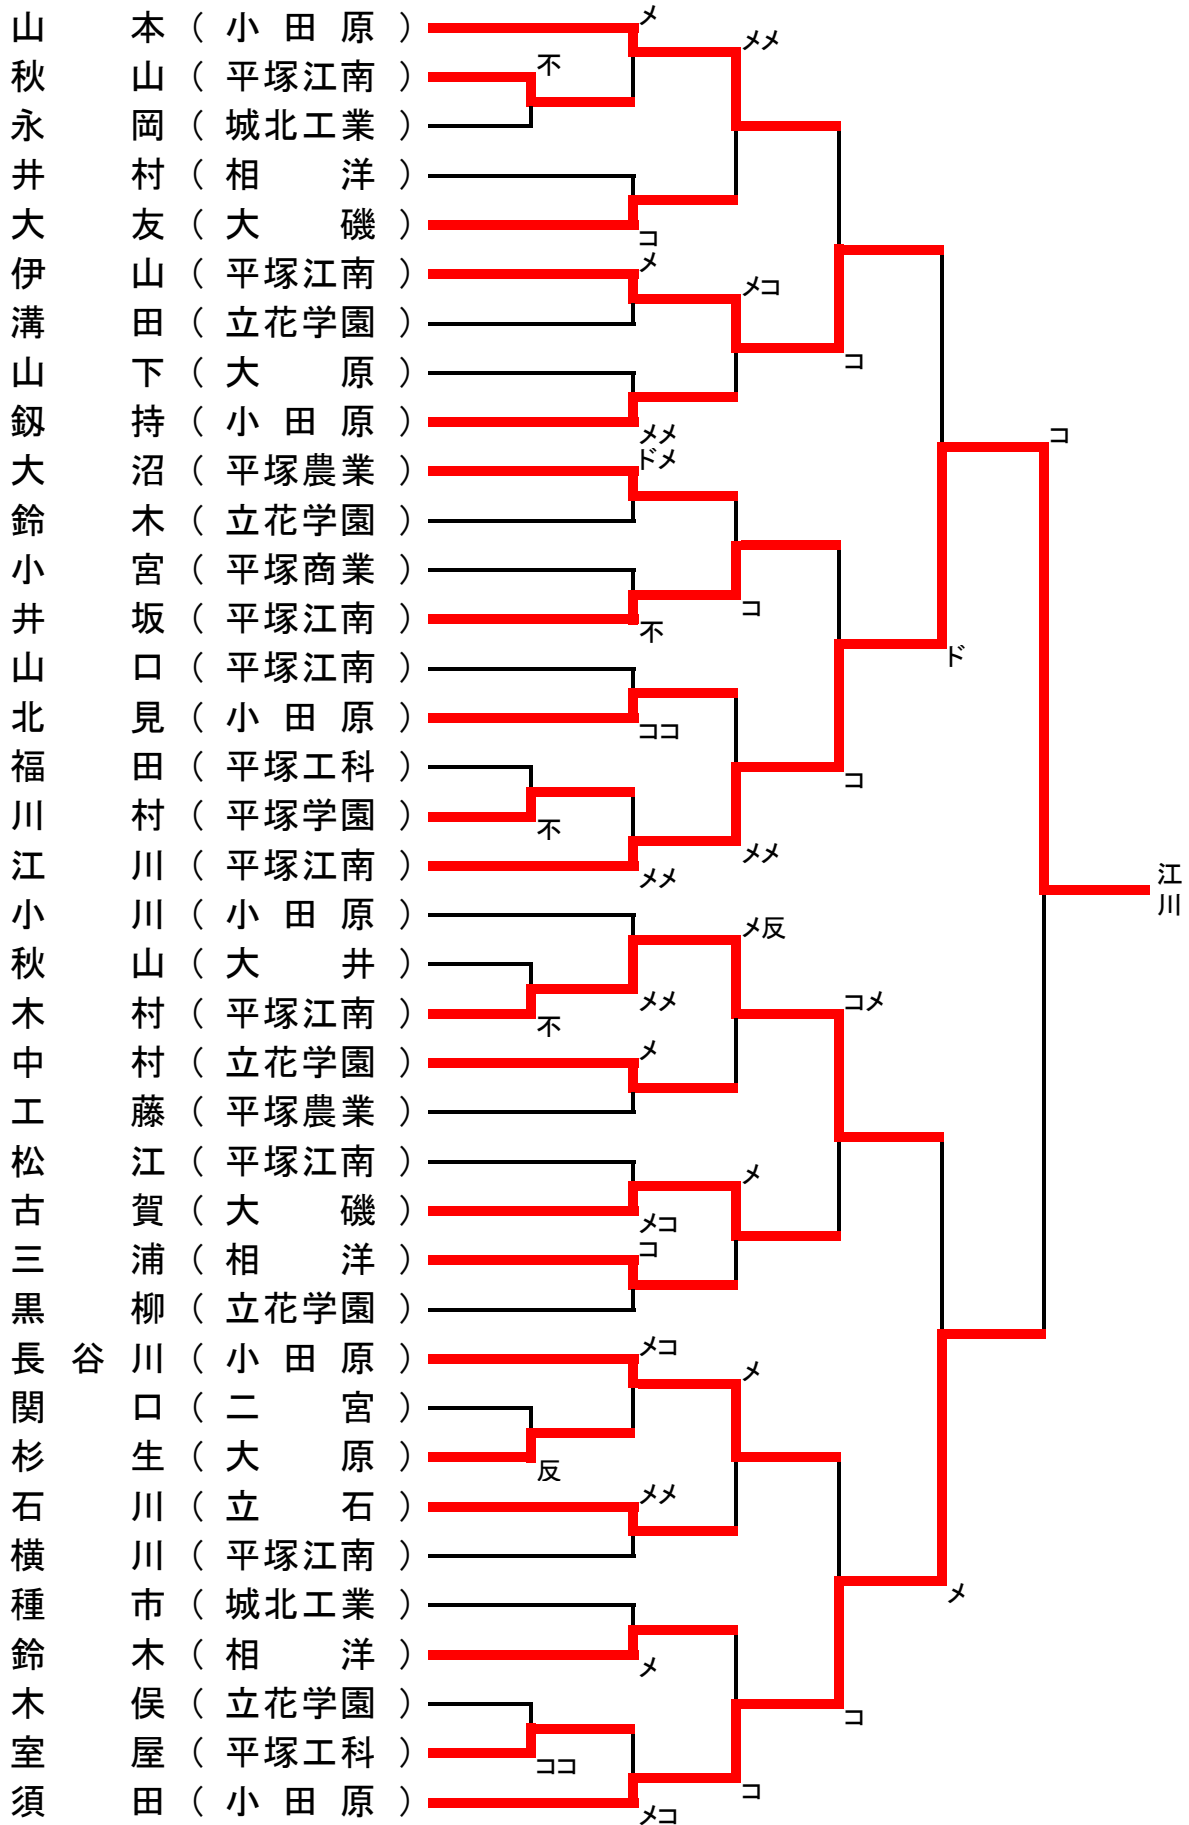 山本（小田原）
メ
メメ
秋山（平塚江南）
不
永岡（城北工業）
井村（相洋）
大友（大磯）
コ
伊山（平塚江南）
メ
メコ
溝田（立花学園）
コ
山下（大原）
釼持（小田原）
メメ
コ
大沼（平塚農業）
ドメ
鈴木（立花学園）
小宮（平塚商業）
コ
井坂（平塚江南）
不
ド
山口（平塚江南）
北見（小田原）
ココ
福田（平塚工科）
コ
川村（平塚学園）
不
メメ
江川（平塚江南）
メメ
江川
小川（小田原）
メ反
秋山（大井）
木村（平塚江南）
メメ
コメ
不
中村（立花学園）
メ
工藤（平塚農業）
松江（平塚江南）
メ
古賀（大磯）
メコ
三浦（相洋）
コ
黒柳（立花学園）
長谷川（小田原）
メコ
メ
関口（二宮）
杉生（大原）
反
石川（立石）
メメ
横川（平塚江南）
種市（城北工業）
メ
鈴木（相洋）
メ
木俣（立花学園）
コ
室屋（平塚工科）
ココ
コ
須田（小田原）
メコ